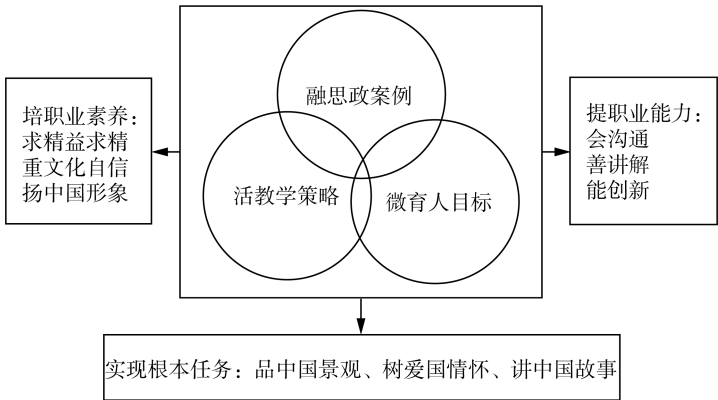 融思政案例
培职业素养：
求精益求精
重文化自信
扬中国形象
活教学策略
微育人目标
提职业能力：
会沟通
善讲解
能创新
实现根本任务：品中国景观、树爱国情怀、讲中国故事